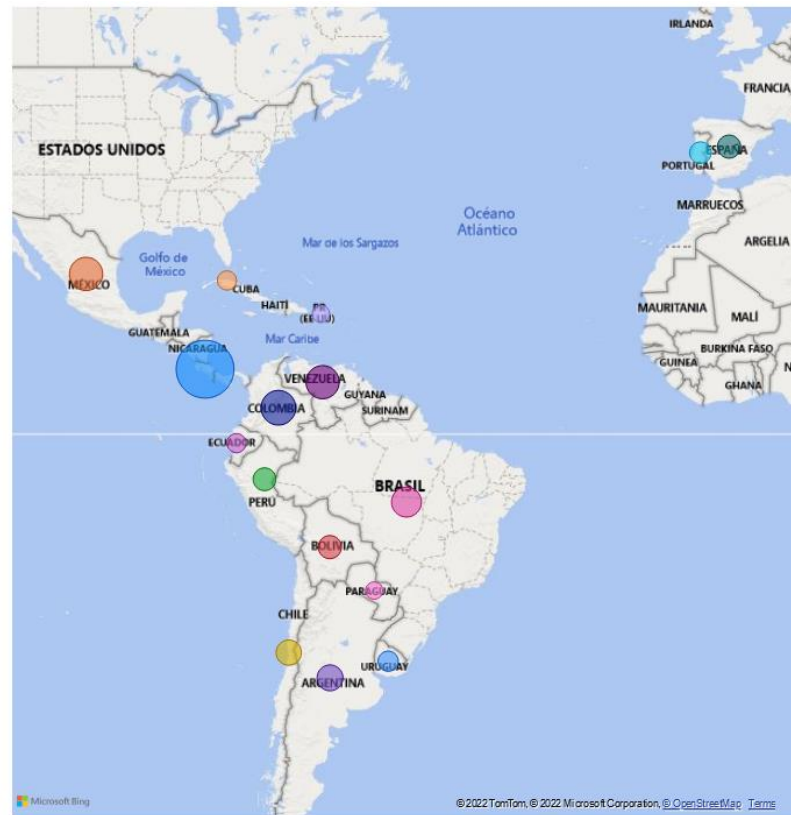 IRLANDA
FRANCIA
ESTADOS UNIDOS
ESPAÑA
PORTUGAL
MARRUECOS
Océano
Atlántico
Mar de los Sargazos
ARGELIA
Golfo de
México
MÉXICO
CUBA
HAITÍ
PR
(EE.UU)
MAURITANIA
MALÍ
GUATEMALA
Mar Caribe
NICARAGUA
BURKINA FASO
GUINEA
N
VENEZUELA
GUYANA
GHANA
COLOMBIA
SURINAM
ECUADOR
BRASIL
PERÚ
BOLIVIA
PARAGUAY
CHILE
URUGUAY
ARGENTINA
Microsoft Bing
© 2022 TomTom, © 2022 Microsoft Corporation, © OpenStreetMap Terms